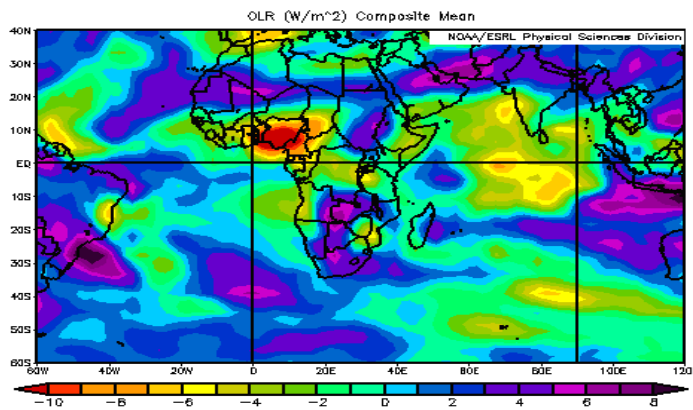 OLR (W/m^2) Composite Mean
NOAA/ESRL Physical Sciences Division
40N
30N
20N
10N
EQ
10S
20S
30S
40S
50S
60S
60W 40W 20W 0 20E 40E 60E 80E 100E 120
-10 -8 -6 -4 -2 0 2 4 6 8